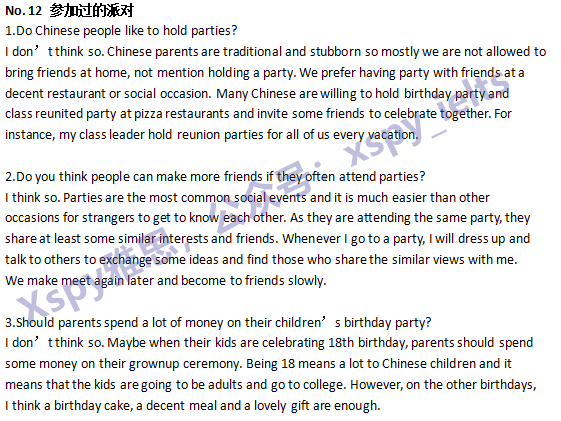 No. 12 参加过的派对
1.Do Chinese people like to hold parties?
I don’t think so. Chinese parents are traditional and stubborn so mostly we are not allowed to
bring friends at home, not mention holding a party. We prefer having party with friends at a
decent restaurant or social occasion. Many Chinese are willing to hold birthday party and
class reunited party at pizza restaurants and invite some friends to celebrate together. For
instance, my class leader hold reunion parties for all of us every vacation.
2.Do you think people can make more friends if they often attend parties?
I think so. Parties are the most common social events and it is much easier than other
occasions for strangers to get to know each other. As they are attending the same party, they
share at least some similar interests and friends. Whenever I go to a party, I will dress up and
talk to others to exchange some ideas and find those who share the similar views with me.
We make meet again later and become to friends slowly.
3.Should parents spend a lot of money on their children’s birthday party?
I don’t think so. Maybe when their kids are celebrating 18th birthday, parents should spend
some money on their grownup ceremony. Being 18 means a lot to Chinese children and it
means that the kids are going to be adults and go to college. However, on the other birthdays,
I think a birthday cake, a decent meal and a lovely gift are enough.
Xspy雅思，公众号：xspy_ielts